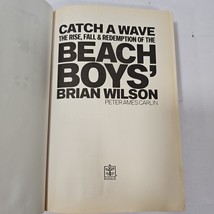 CATCH A WAVE
THE RISE, FALL & REDEMPTION OF THE
BEACH
BOYS'
BRIAN WILSON
PETER AMES CARLIN